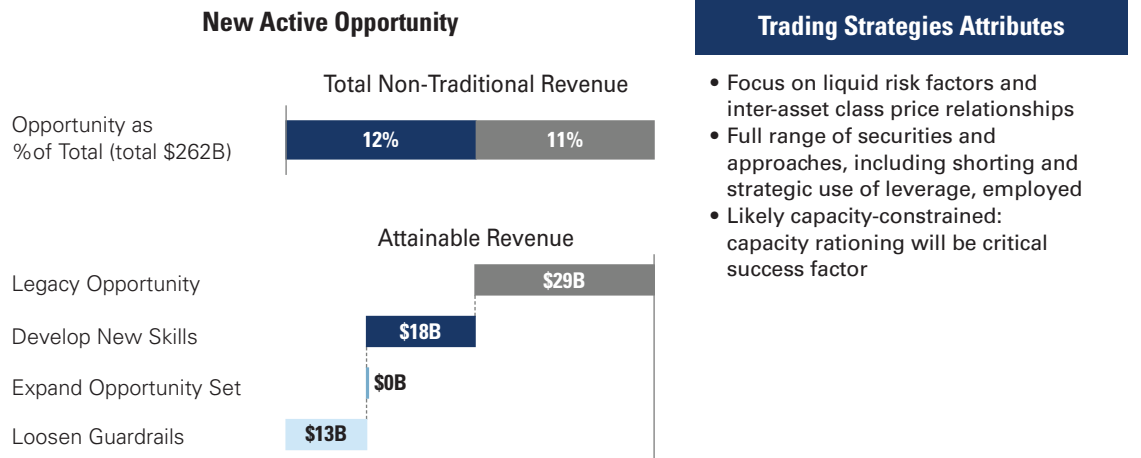 New Active Opportunity
Total Non-Traditional Revenue
Opportunity as
%of Total (total $262B)
12%
11%
Attainable Revenue
Legacy Opportunity
$29B
Develop New Skills
$18B
Expand Opportunity Set
$0B
Loosen Guardrails
$13B
Trading Strategies Attributes
• Focus on liquid risk factors and
inter-asset class price relationships
• Full range of securities and
approaches, including shorting and
strategic use of leverage, employed
• Likely capacity-constrained:
capacity rationing will be critical
success factor